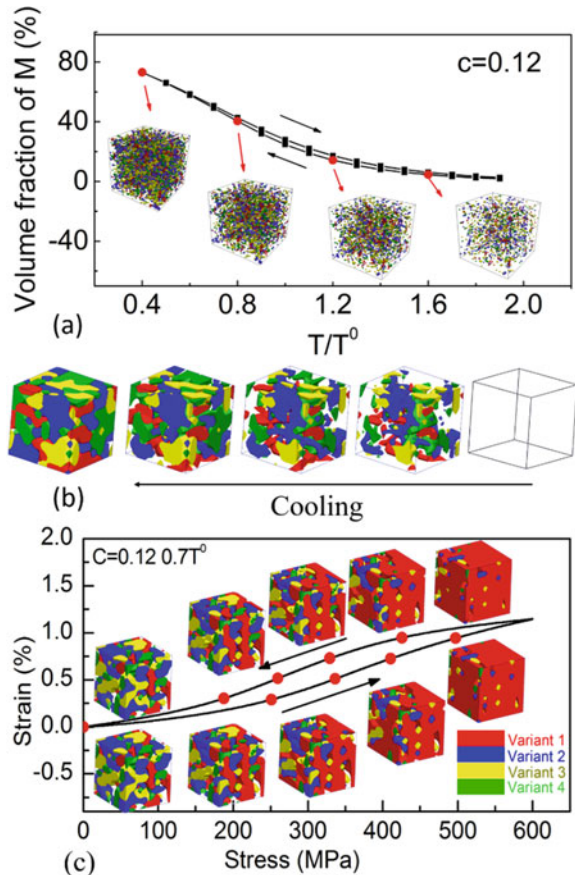 (a)
Volume fraction of M (%)
80
40
0
-40
c=0.12
0.4 0.8 1.2 1.6 2.0
T/T⁰
(b)
Cooling
(c)
Strain (%)
2.0
1.5
1.0
0.5
0.0
-0.5
C=0.12 0.7T⁰
Variant 1
Variant 2
Variant 3
Variant 4
0 100 200 300 400 500 600
Stress (MPa)